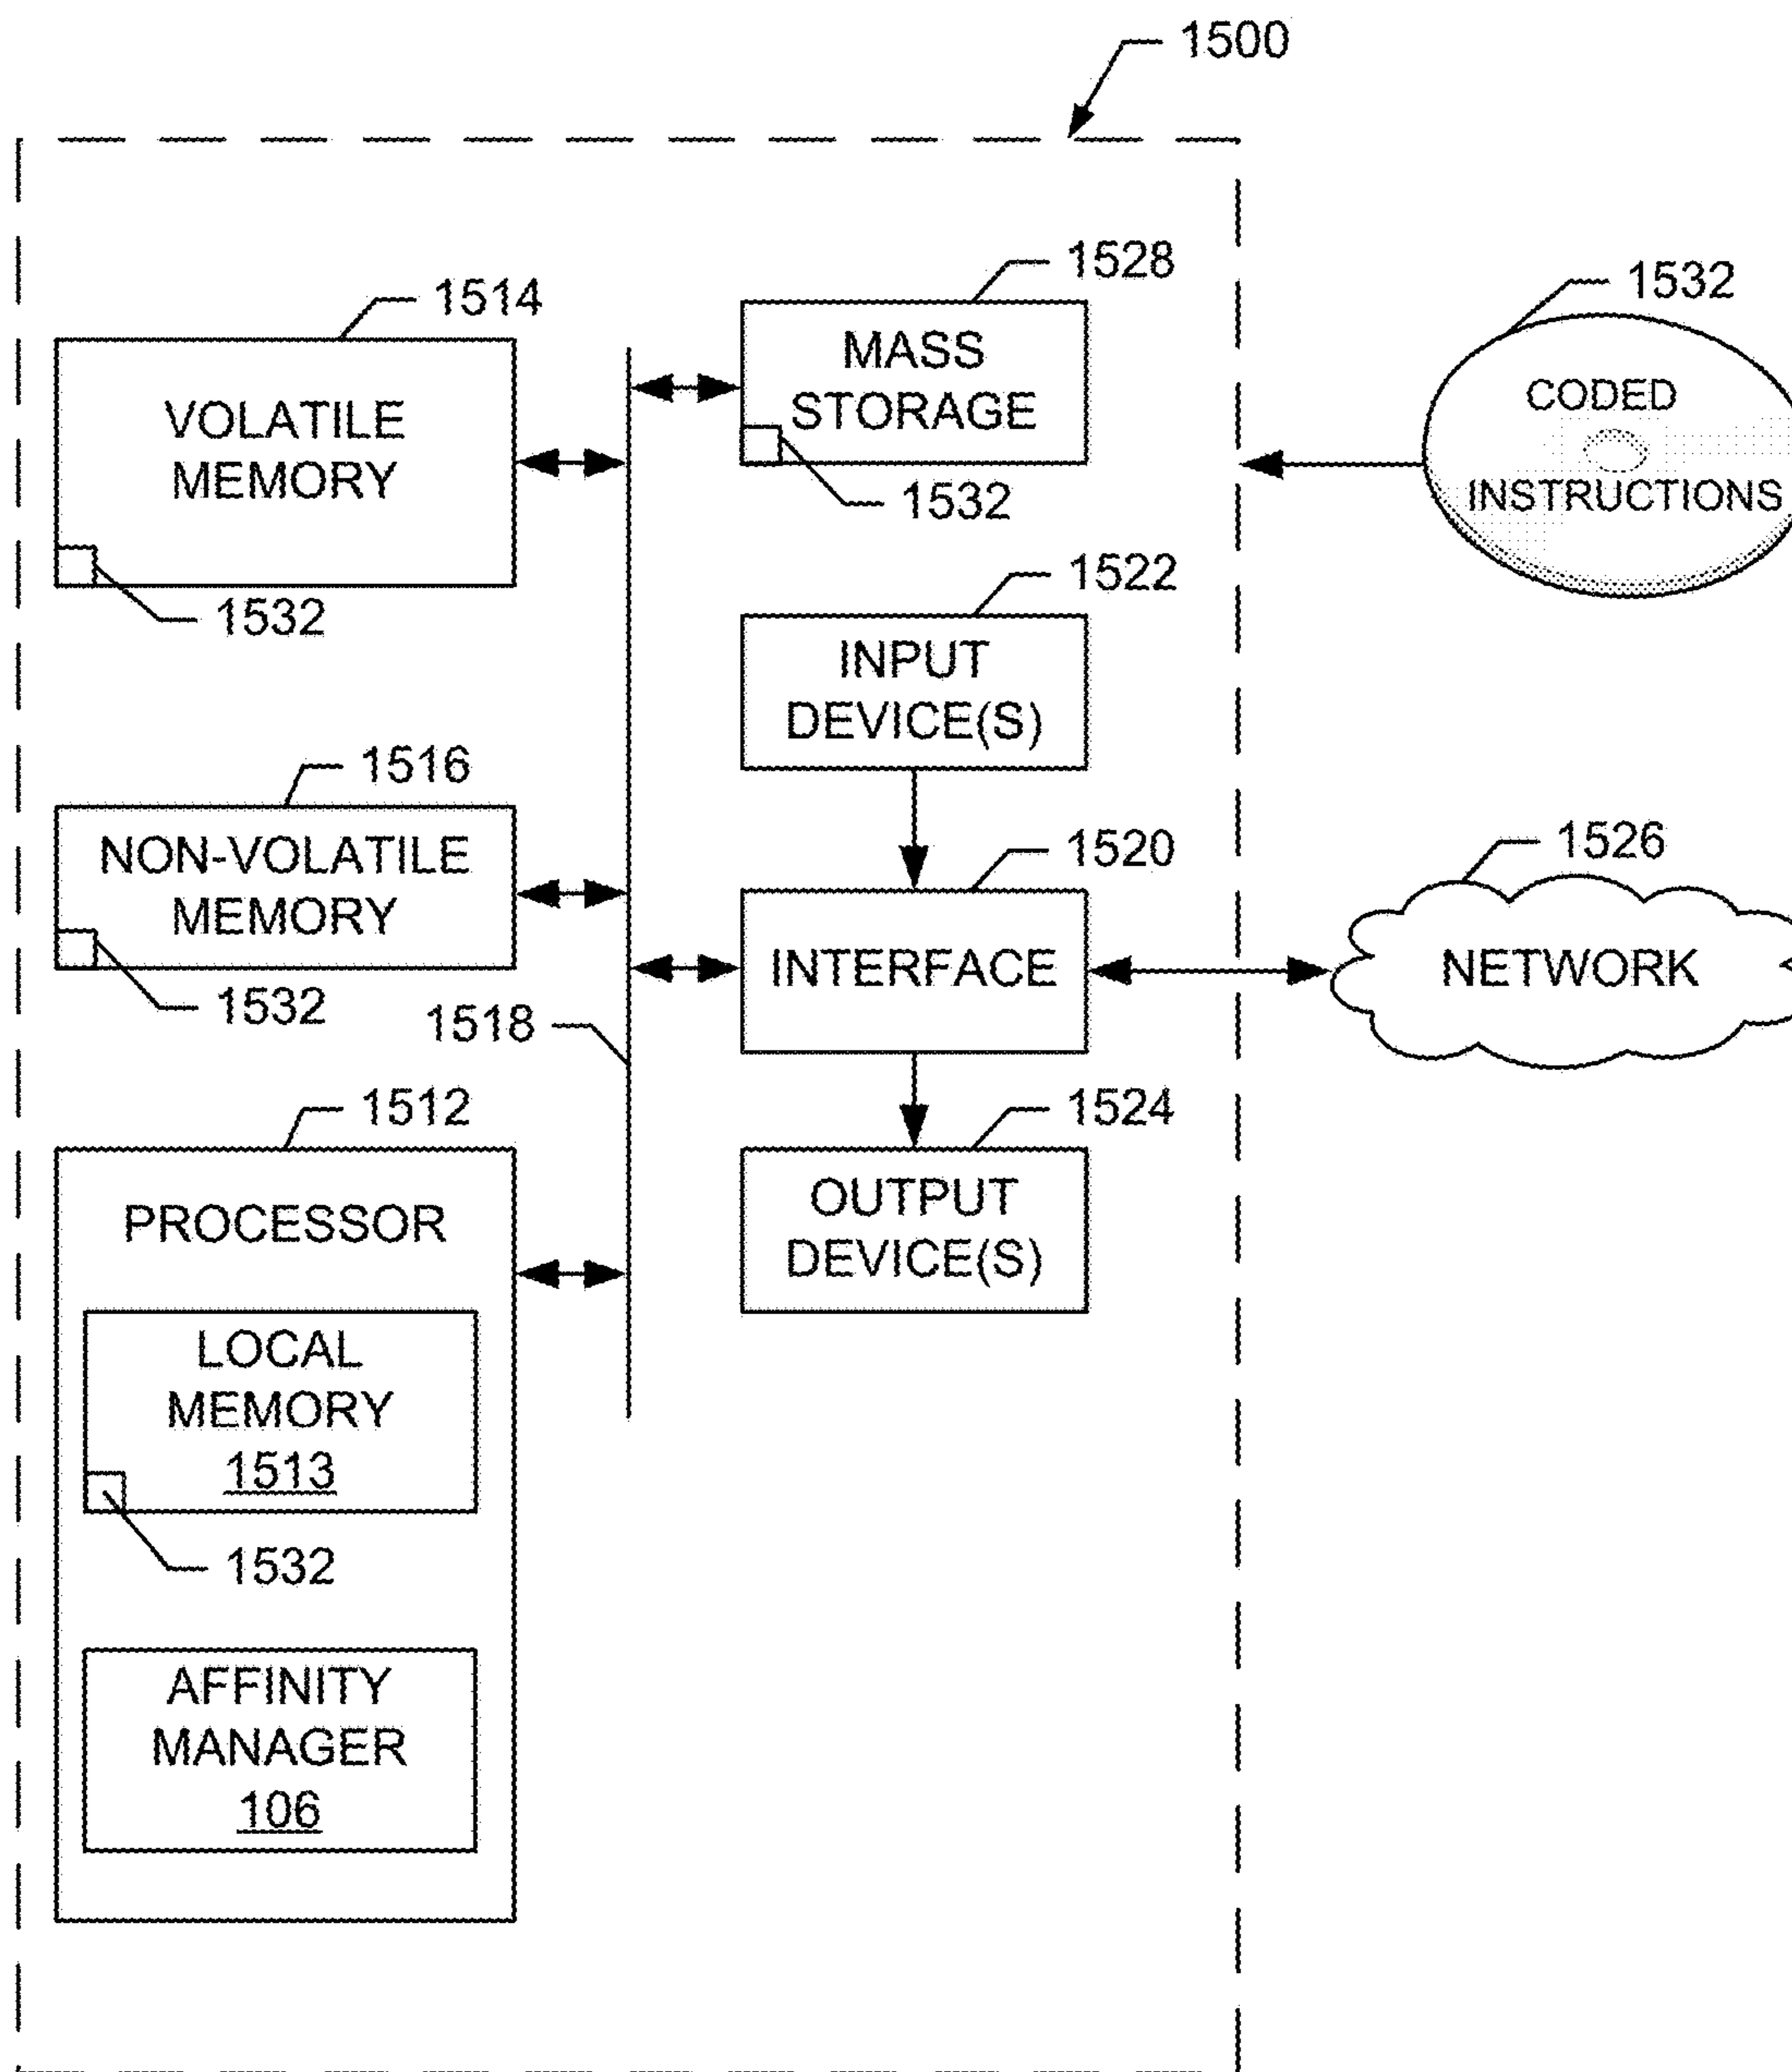 1500
1528
1514
1532
MASS
STORAGE
VOLATILE
MEMORY
CODED
INSTRUCTIONS
1532
1522
1532
INPUT
DEVICE(S)
1516
1520
1526
NON-VOLATILE
MEMORY
INTERFACE
NETWORK
1532
1518
1512
1524
PROCESSOR
OUTPUT
DEVICE(S)
LOCAL
MEMORY
1513
1532
AFFINITY
MANAGER
106